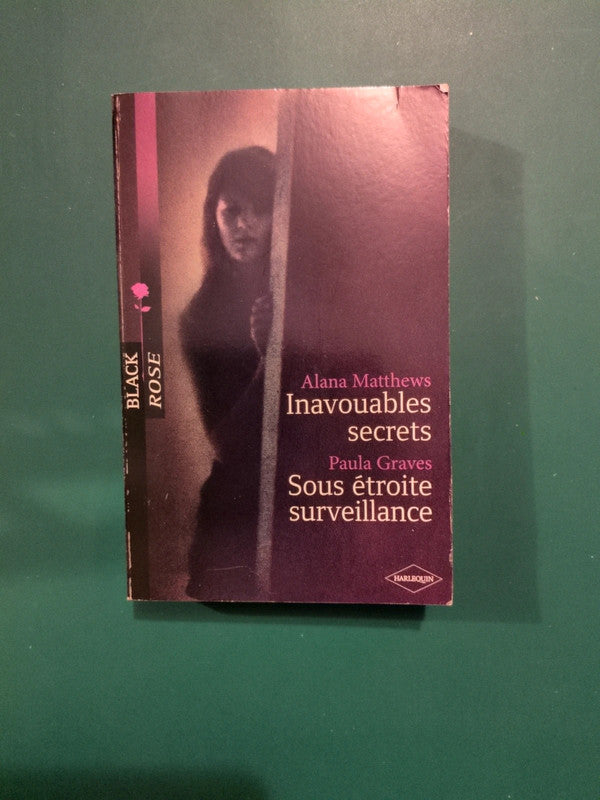 BLACK
ROSE
Alana Matthews
Inavouables
secrets
Paula Graves
Sous étroite
surveillance
HARLEQUIN